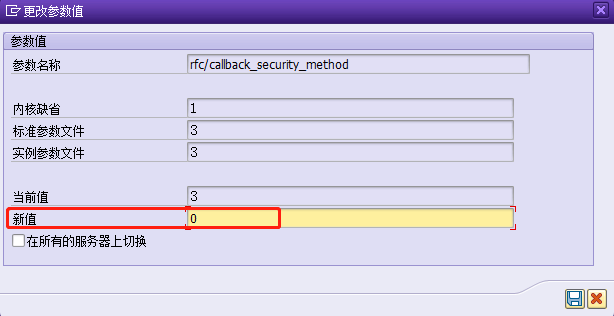 更改参数值
参数值
参数名称 rfc/callback_security_method
内核缺省 1
标准参数文件 3
实例参数文件 3
当前值 3
新值 0
在所有的服务器上切换